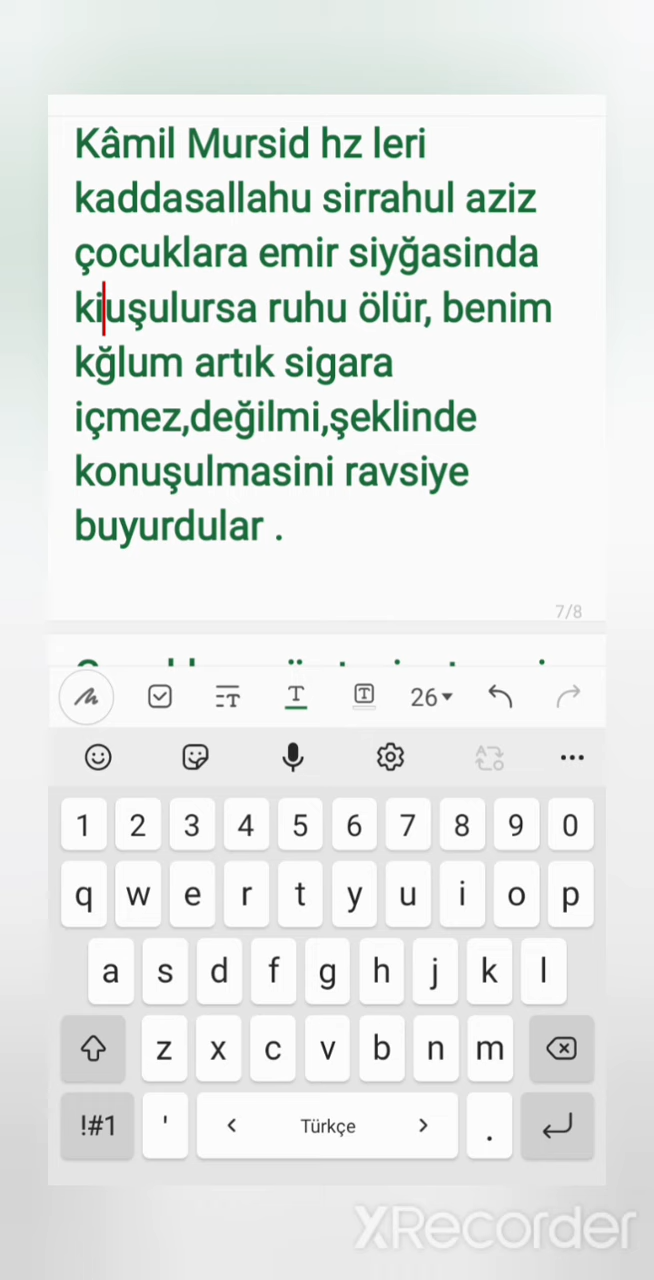 Kâmil Mursid hz leri
kaddasallahu sirrahul aziz
çocuklara emir siyğasinda
kiuşulursa ruhu ölür, benim
kğlum artık sigara
içmez,değilmi,şeklinde
konuşulmasini ravsiye
buyurdular .
7/8
26
1 2 3 4 5 6 7 8 9 0
q w e r t y u i o p
a s d f g h j k l
z x c v b n m
!#1 ' < Türkçe > .
XRecorder